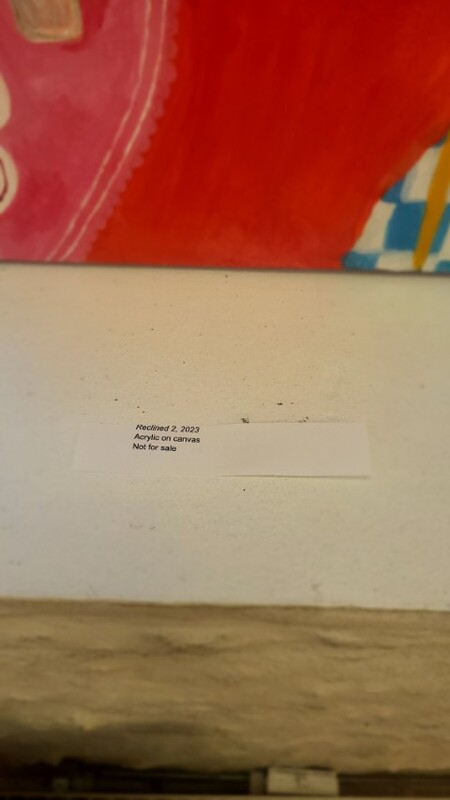 Reclined 2, 2023
Acrylic on canvas
Not for sale